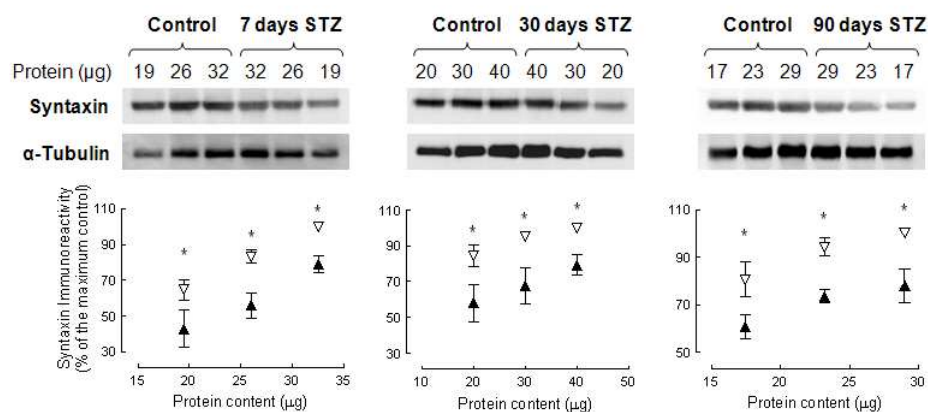 Control 7 days STZ Control 30 days STZ Control 90 days STZ
Protein (µg) 19 26 32 32 26 19 20 30 40 40 30 20 17 23 29 29 23 17
Syntaxin
α-Tubulin
Syntaxin Immunoreactivity
(% of the maximum control)
110
90
70
50
30
* * *
15 20 25 30 35
Protein content (µg)
110
90
70
50
30
* * *
10 20 30 40 50
Protein content (µg)
110
90
70
50
* * *
15 20 25 30
Protein content (µg)